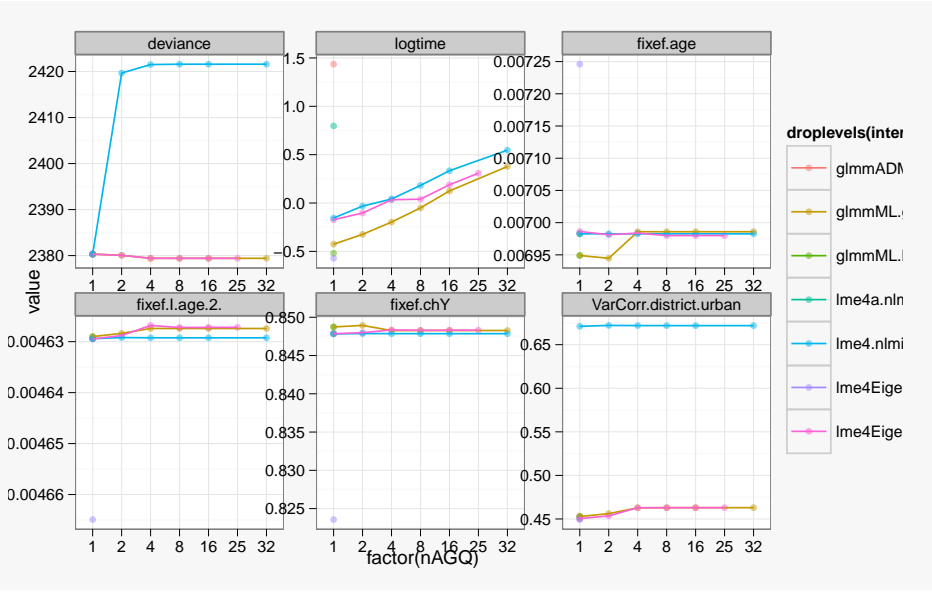 deviance
logtime
fixef.age
2420
2410
2400
2390
2380
1.5
1.0
0.5
0.0
−0.5
0.00725
0.00720
0.00715
0.00710
0.00705
0.00700
0.00695
1 2 4 8 16 25 32
1 2 4 8 16 25 32
1 2 4 8 16 25 32
value
fixef.I.age.2.
fixef.chY
VarCorr.district.urban
0.00463
0.00464
0.00465
0.00466
0.850
0.845
0.840
0.835
0.830
0.825
0.65
0.60
0.55
0.50
0.45
1 2 4 8 16 25 32
1 2 4 8 16 25 32
1 2 4 8 16 25 32
factor(nAGQ)
droplevels(inter
glmmADM
glmmML.g
glmmML.l
lme4a.nlm
lme4.nlmi
lme4Eige
lme4Eige